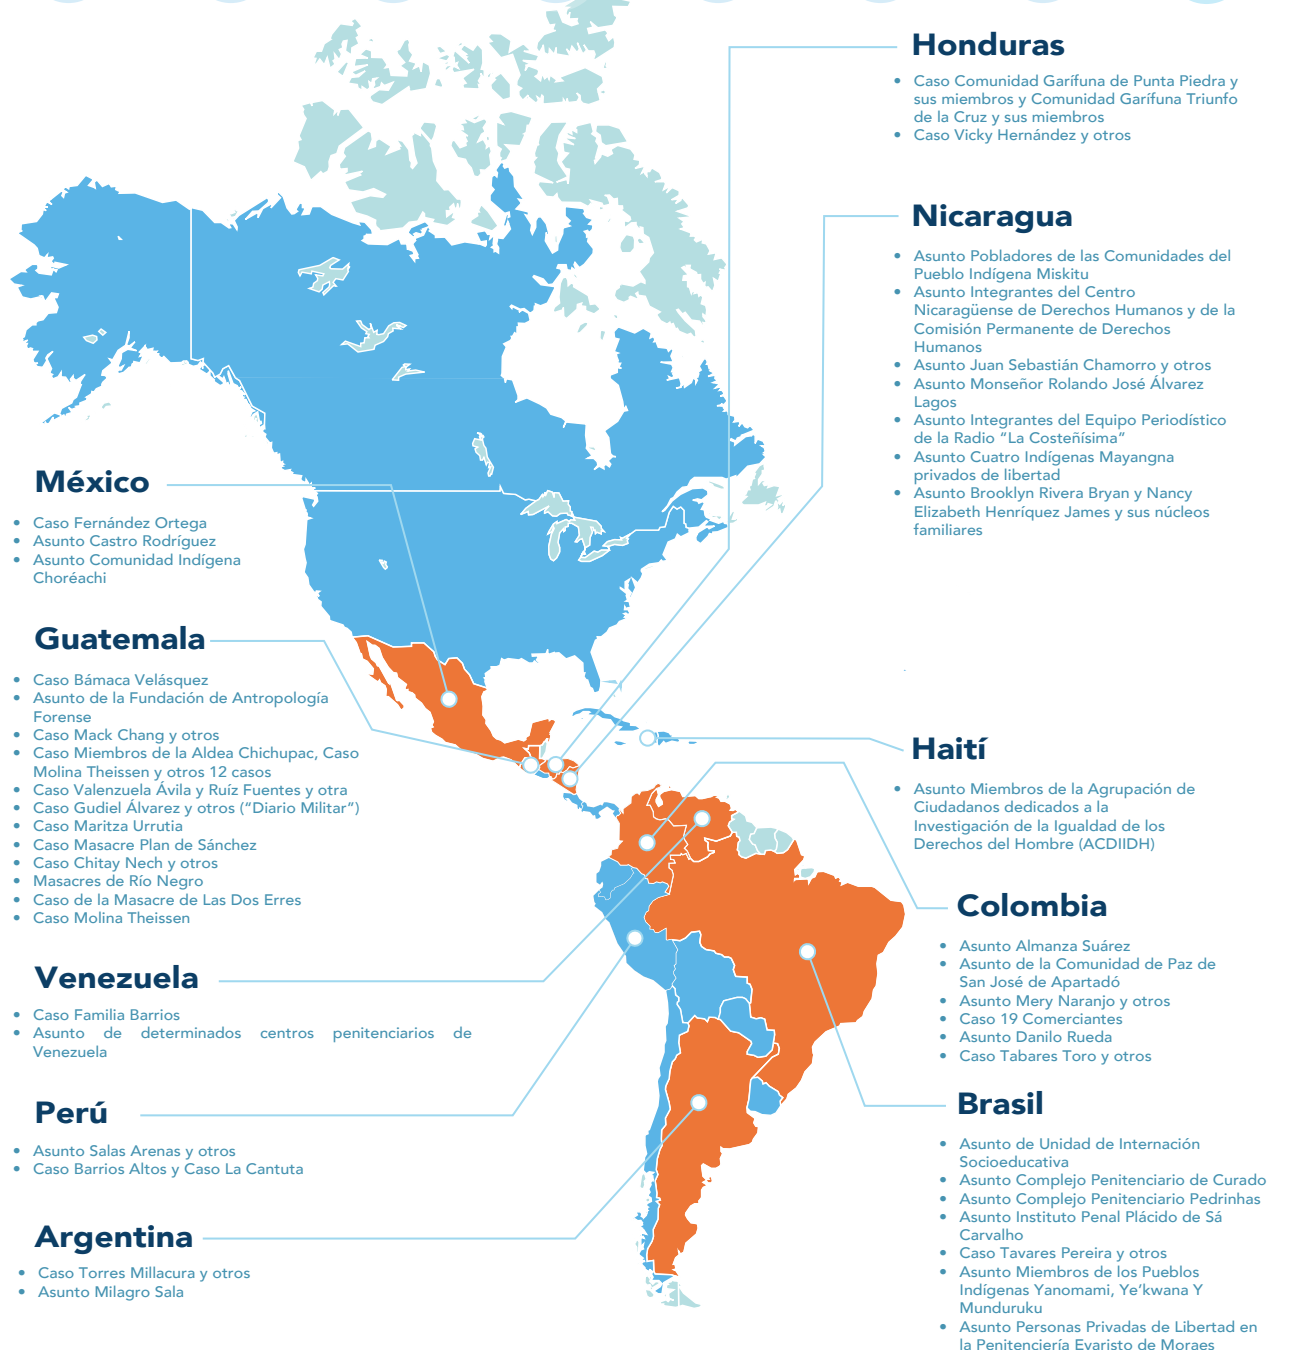 Honduras
• Caso Comunidad Garífuna de Punta Piedra y
sus miembros y Comunidad Garífuna Triunfo
de la Cruz y sus miembros
• Caso Vicky Hernández y otros
Nicaragua
• Asunto Pobladores de las Comunidades del
Pueblo Indígena Miskitu
• Asunto Integrantes del Centro
Nicaragüense de Derechos Humanos y de la
Comisión Permanente de Derechos
Humanos
• Asunto Juan Sebastián Chamorro y otros
• Asunto Monseñor Rolando José Álvarez
Lagos
• Asunto Integrantes del Equipo Periodístico
de la Radio “La Costeñísima“
• Asunto Cuatro Indígenas Mayangna
privados de libertad
• Asunto Brooklyn Rivera Bryan y Nancy
Elizabeth Henríquez James y sus núcleos
familiares
México
• Caso Fernández Ortega
• Asunto Castro Rodríguez
• Asunto Comunidad Indígena
Choréachi
Guatemala
• Caso Bámaca Velásquez
• Asunto de la Fundación de Antropología
Forense
• Caso Mack Chang y otros
• Caso Miembros de la Aldea Chichupac, Caso
Molina Theissen y otros 12 casos
• Caso Valenzuela Ávila y Ruíz Fuentes y otra
• Caso Gudiel Álvarez y otros (“Diario Militar”)
• Caso Maritza Urrutia
• Caso Masacre Plan de Sánchez
• Caso Chitay Nech y otros
• Masacres de Río Negro
• Caso de la Masacre de Las Dos Erres
• Caso Molina Theissen
Haití
• Asunto Miembros de la Agrupación de
Ciudadanos dedicados a la
Investigación de la Igualdad de los
Derechos del Hombre (ACDIIDH)
Colombia
• Asunto Almanza Suárez
• Asunto de la Comunidad de Paz de
San José de Apartadó
• Asunto Mery Naranjo y otros
• Caso 19 Comerciantes
• Asunto Danilo Rueda
• Caso Tabares Toro y otros
Venezuela
• Caso Familia Barrios
• Asunto de determinados centros penitenciarios de
Venezuela
Perú
• Asunto Salas Arenas y otros
• Caso Barrios Altos y Caso La Cantuta
Brasil
• Asunto de Unidad de Internación
Socioeducativa
• Asunto Complejo Penitenciario de Curado
• Asunto Complejo Penitenciario Pedrinhas
• Asunto Instituto Penal Plácido de Sá
Carvalho
• Caso Tavares Pereira y otros
• Asunto Miembros de los Pueblos
Indígenas Yanomami, Ye’kwana Y
Munduruku
• Asunto Personas Privadas de Libertad en
la Penitenciería Evaristo de Moraes
Argentina
• Caso Torres Millacura y otros
• Asunto Milagro Sala